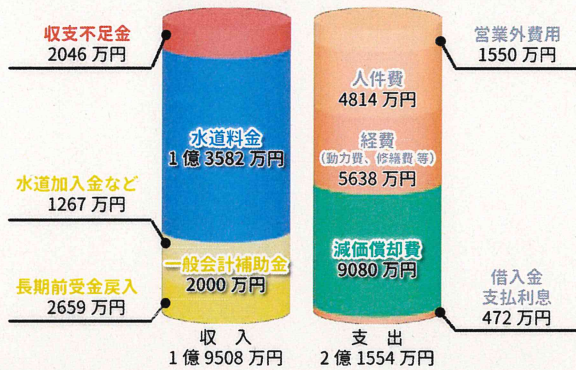 収支不足金
2046 万円
水道料金
1 億 3582 万円
水道加入金など
1267 万円
一般会計補助金
2000 万円
長期前受金戻入
2659 万円
収　入
1 億 9508 万円
営業外費用
1550 万円
人件費
4814 万円
経費
（動力費、修繕費 等）
5638 万円
減価償却費
9080 万円
借入金
支払利息
472 万円
支　出
2 億 1554 万円